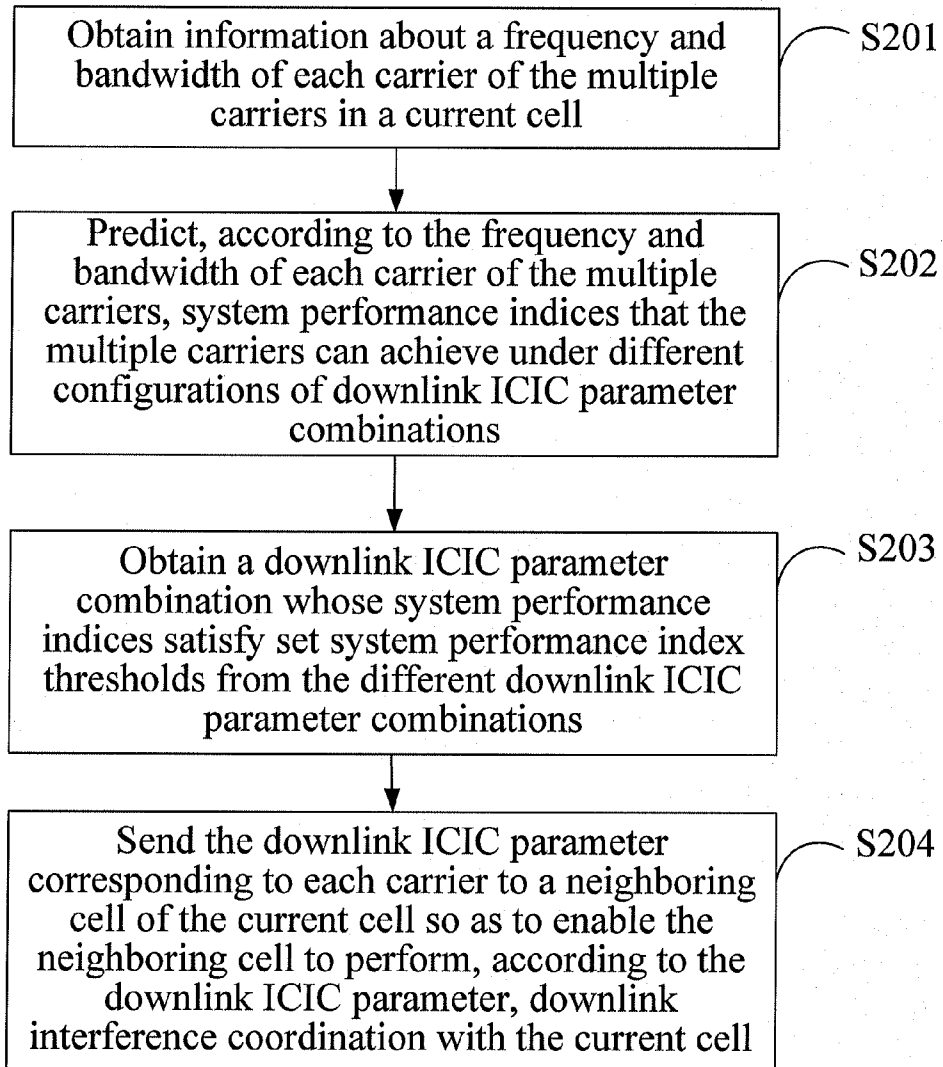 Obtain information about a frequency and
bandwidth of each carrier of the multiple
carriers in a current cell
S201
Predict, according to the frequency and
bandwidth of each carrier of the multiple
carriers, system performance indices that the
multiple carriers can achieve under different
configurations of downlink ICIC parameter
combinations
S202
Obtain a downlink ICIC parameter
combination whose system performance
indices satisfy set system performance index
thresholds from the different downlink ICIC
parameter combinations
S203
Send the downlink ICIC parameter
corresponding to each carrier to a neighboring
cell of the current cell so as to enable the
neighboring cell to perform, according to the
downlink ICIC parameter, downlink
interference coordination with the current cell
S204